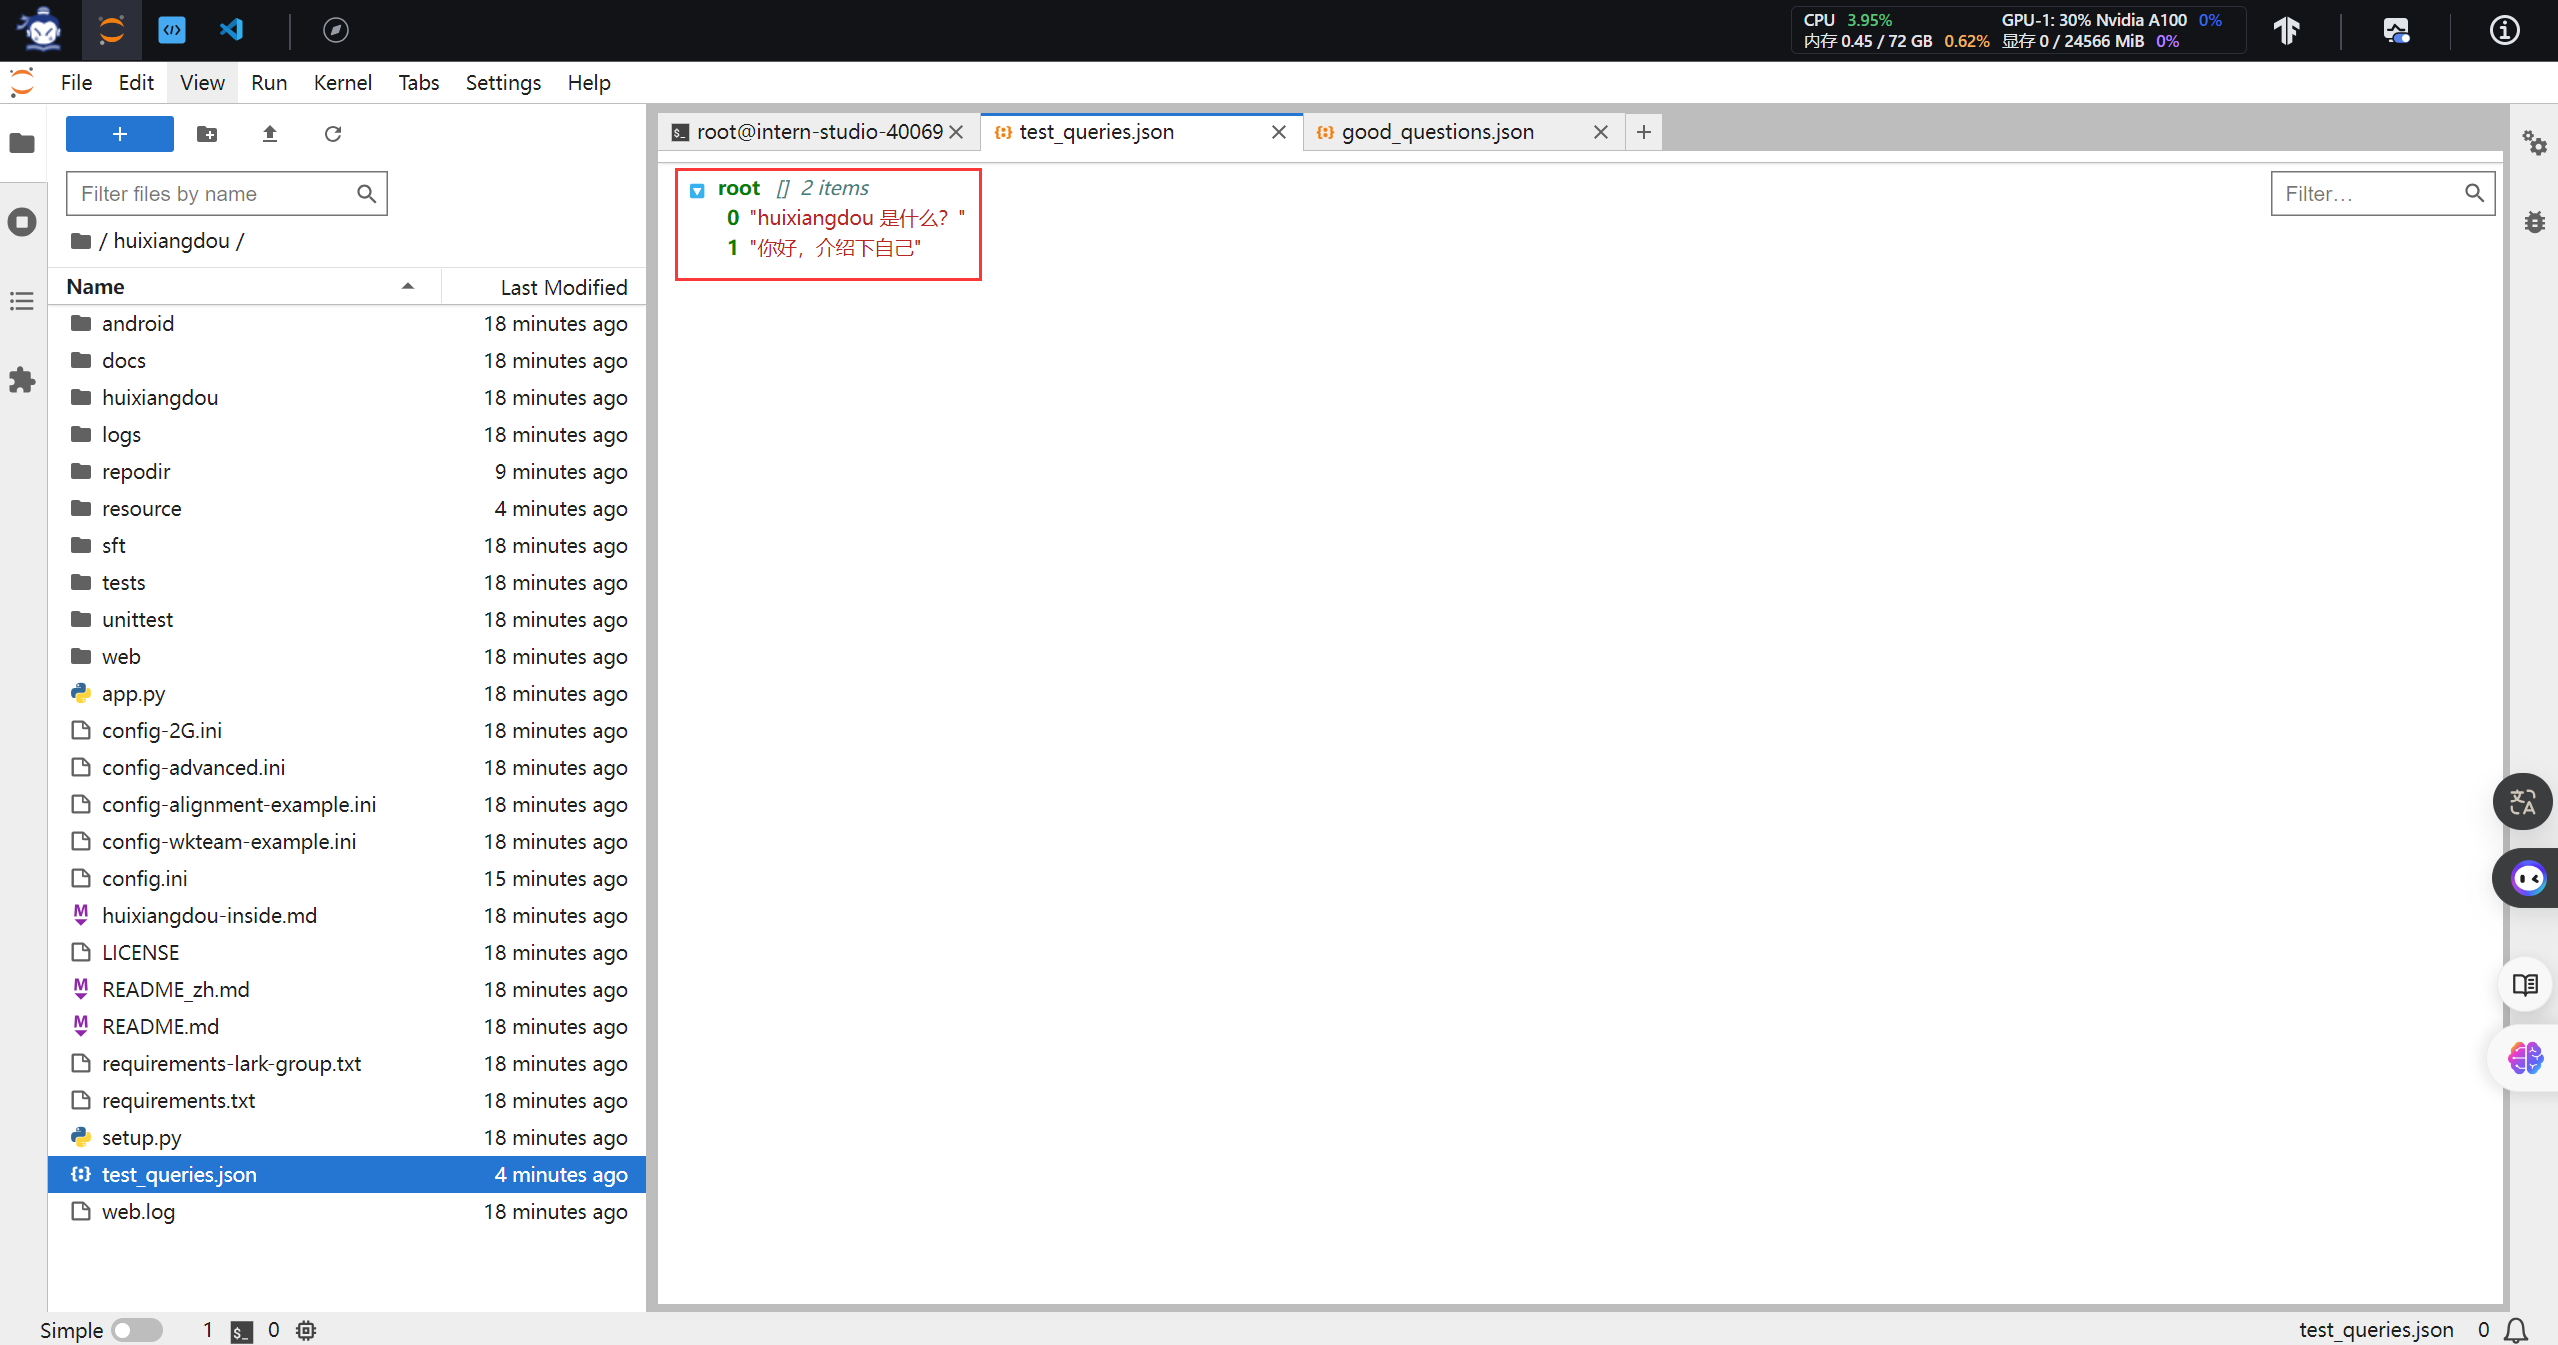 CPU 3.95% GPU-1: 30% Nvidia A100 0%
内存 0.45 / 72 GB 0.62% 显存 0 / 24566 MiB 0%
File Edit View Run Kernel Tabs Settings Help
root@intern-studio-40069 test_queries.json good_questions.json
Filter files by name
/ huixiangdou /
Name Last Modified
android 18 minutes ago
docs 18 minutes ago
huixiangdou 18 minutes ago
logs 18 minutes ago
repodir 9 minutes ago
resource 4 minutes ago
sft 18 minutes ago
tests 18 minutes ago
unittest 18 minutes ago
web 18 minutes ago
app.py 18 minutes ago
config-2G.ini 18 minutes ago
config-advanced.ini 18 minutes ago
config-alignment-example.ini 18 minutes ago
config-wkteam-example.ini 18 minutes ago
config.ini 15 minutes ago
huixiangdou-inside.md 18 minutes ago
LICENSE 18 minutes ago
README_zh.md 18 minutes ago
README.md 18 minutes ago
requirements-lark-group.txt 18 minutes ago
requirements.txt 18 minutes ago
setup.py 18 minutes ago
test_queries.json 4 minutes ago
web.log 18 minutes ago
root [] 2 items
0 "huixiangdou 是什么？"
1 "你好，介绍下自己"
Filter…
Simple 1 0
test_queries.json 0